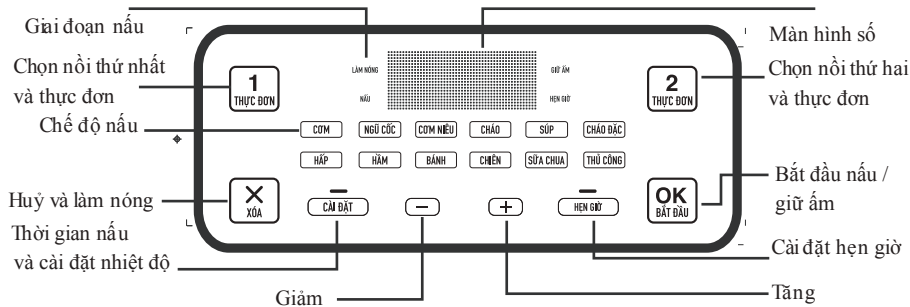 Giai đoạn nấu
Màn hình số
Chọn nồi thứ nhất
và thực đơn
Chọn nồi thứ hai
và thực đơn
1
THỰC ĐƠN
LÀM NÓNG
GIỮ ẤM
2
THỰC ĐƠN
NẤU
HẸN GIỜ
Chế độ nấu
CƠM
NGŨ CỐC
CƠM NIÊU
CHÁO
SÚP
CHÁO ĐẶC
HẤP
HẦM
BÁNH
CHIÊN
SỮA CHUA
THỦ CÔNG
Huỷ và làm nóng
XÓA
CÀI ĐẶT
−
+
HẸN GIỜ
OK
BẮT ĐẦU
Bắt đầu nấu /
giữ ấm
Thời gian nấu
và cài đặt nhiệt độ
Cài đặt hẹn giờ
Giảm
Tăng